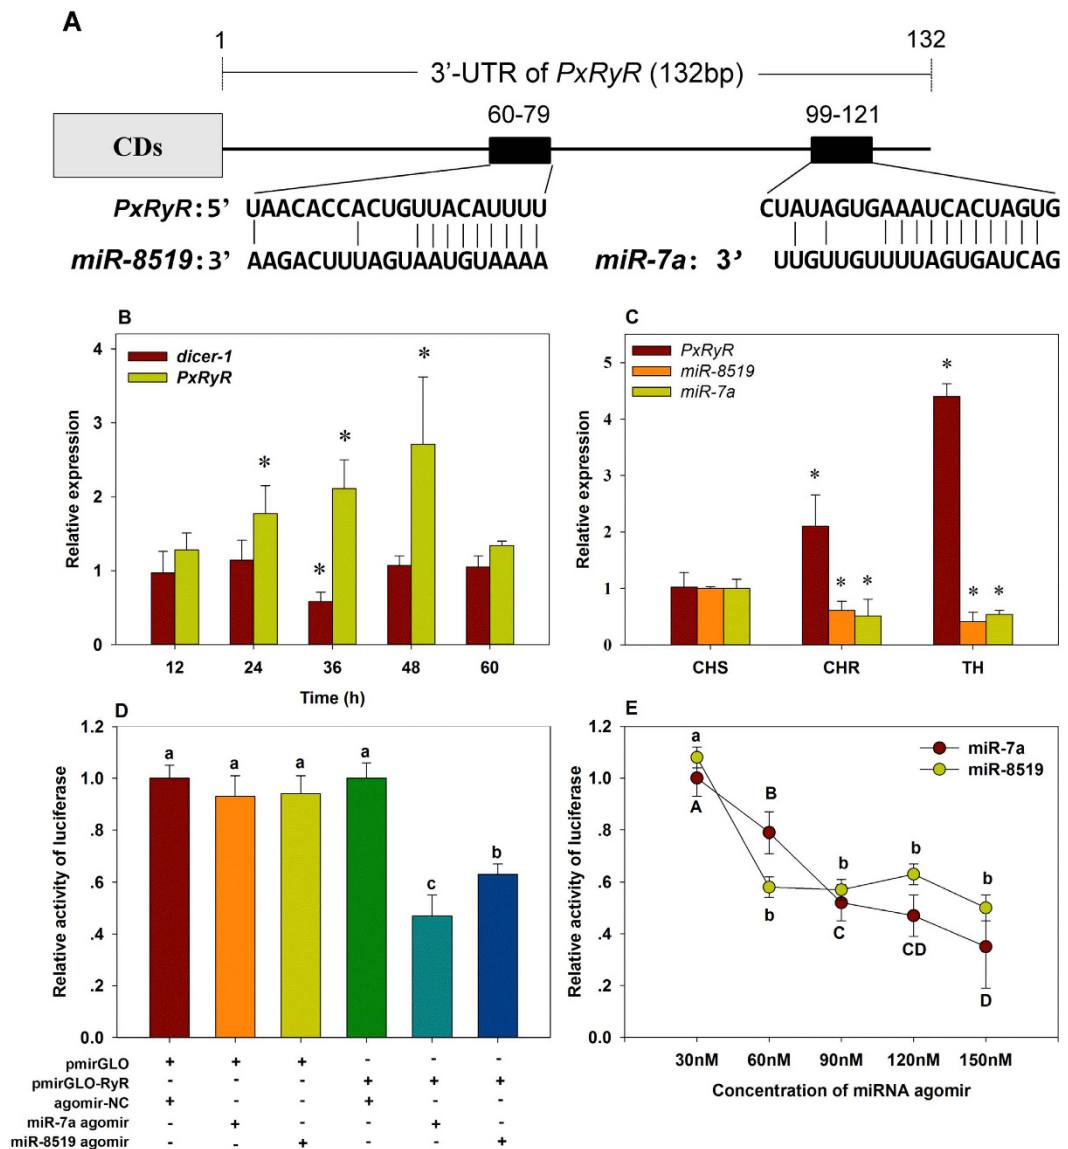 A
1 132
3’-UTR of PxRyR (132bp)
60-79 99-121
CDs
PxRyR:5’ UAACACCACUGUUACAUUUU CUAUAGUGAAAUCACUAGUG
miR-8519:3’ AAGACUUUAGUAAUGUAAAA miR-7a: 3’ UUGUUGUUUUAGUGAUCAG
B
dicer-1
PxRyR
4
3
2
1
0
Relative expression
* * * * 
12 24 36 48 60
Time (h)
C
PxRyR
miR-8519
miR-7a
5
4
3
2
1
0
Relative expression
* * * * * *
CHS CHR TH
D
1.2
1.0
.8
.6
.4
.2
0.0
Relative activity of luciferase
a a a a c b
pmirGLO + + + - - -
pmirGLO-RyR - - - + + +
agomir-NC + - - + - -
miR-7a agomir - + - - + -
miR-8519 agomir - - + - - +
E
miR-7a
miR-8519
1.2
1.0
.8
.6
.4
.2
0.0
Relative activity of luciferase
a b b b b
A B C CD D
30nM 60nM 90nM 120nM 150nM
Concentration of miRNA agomir